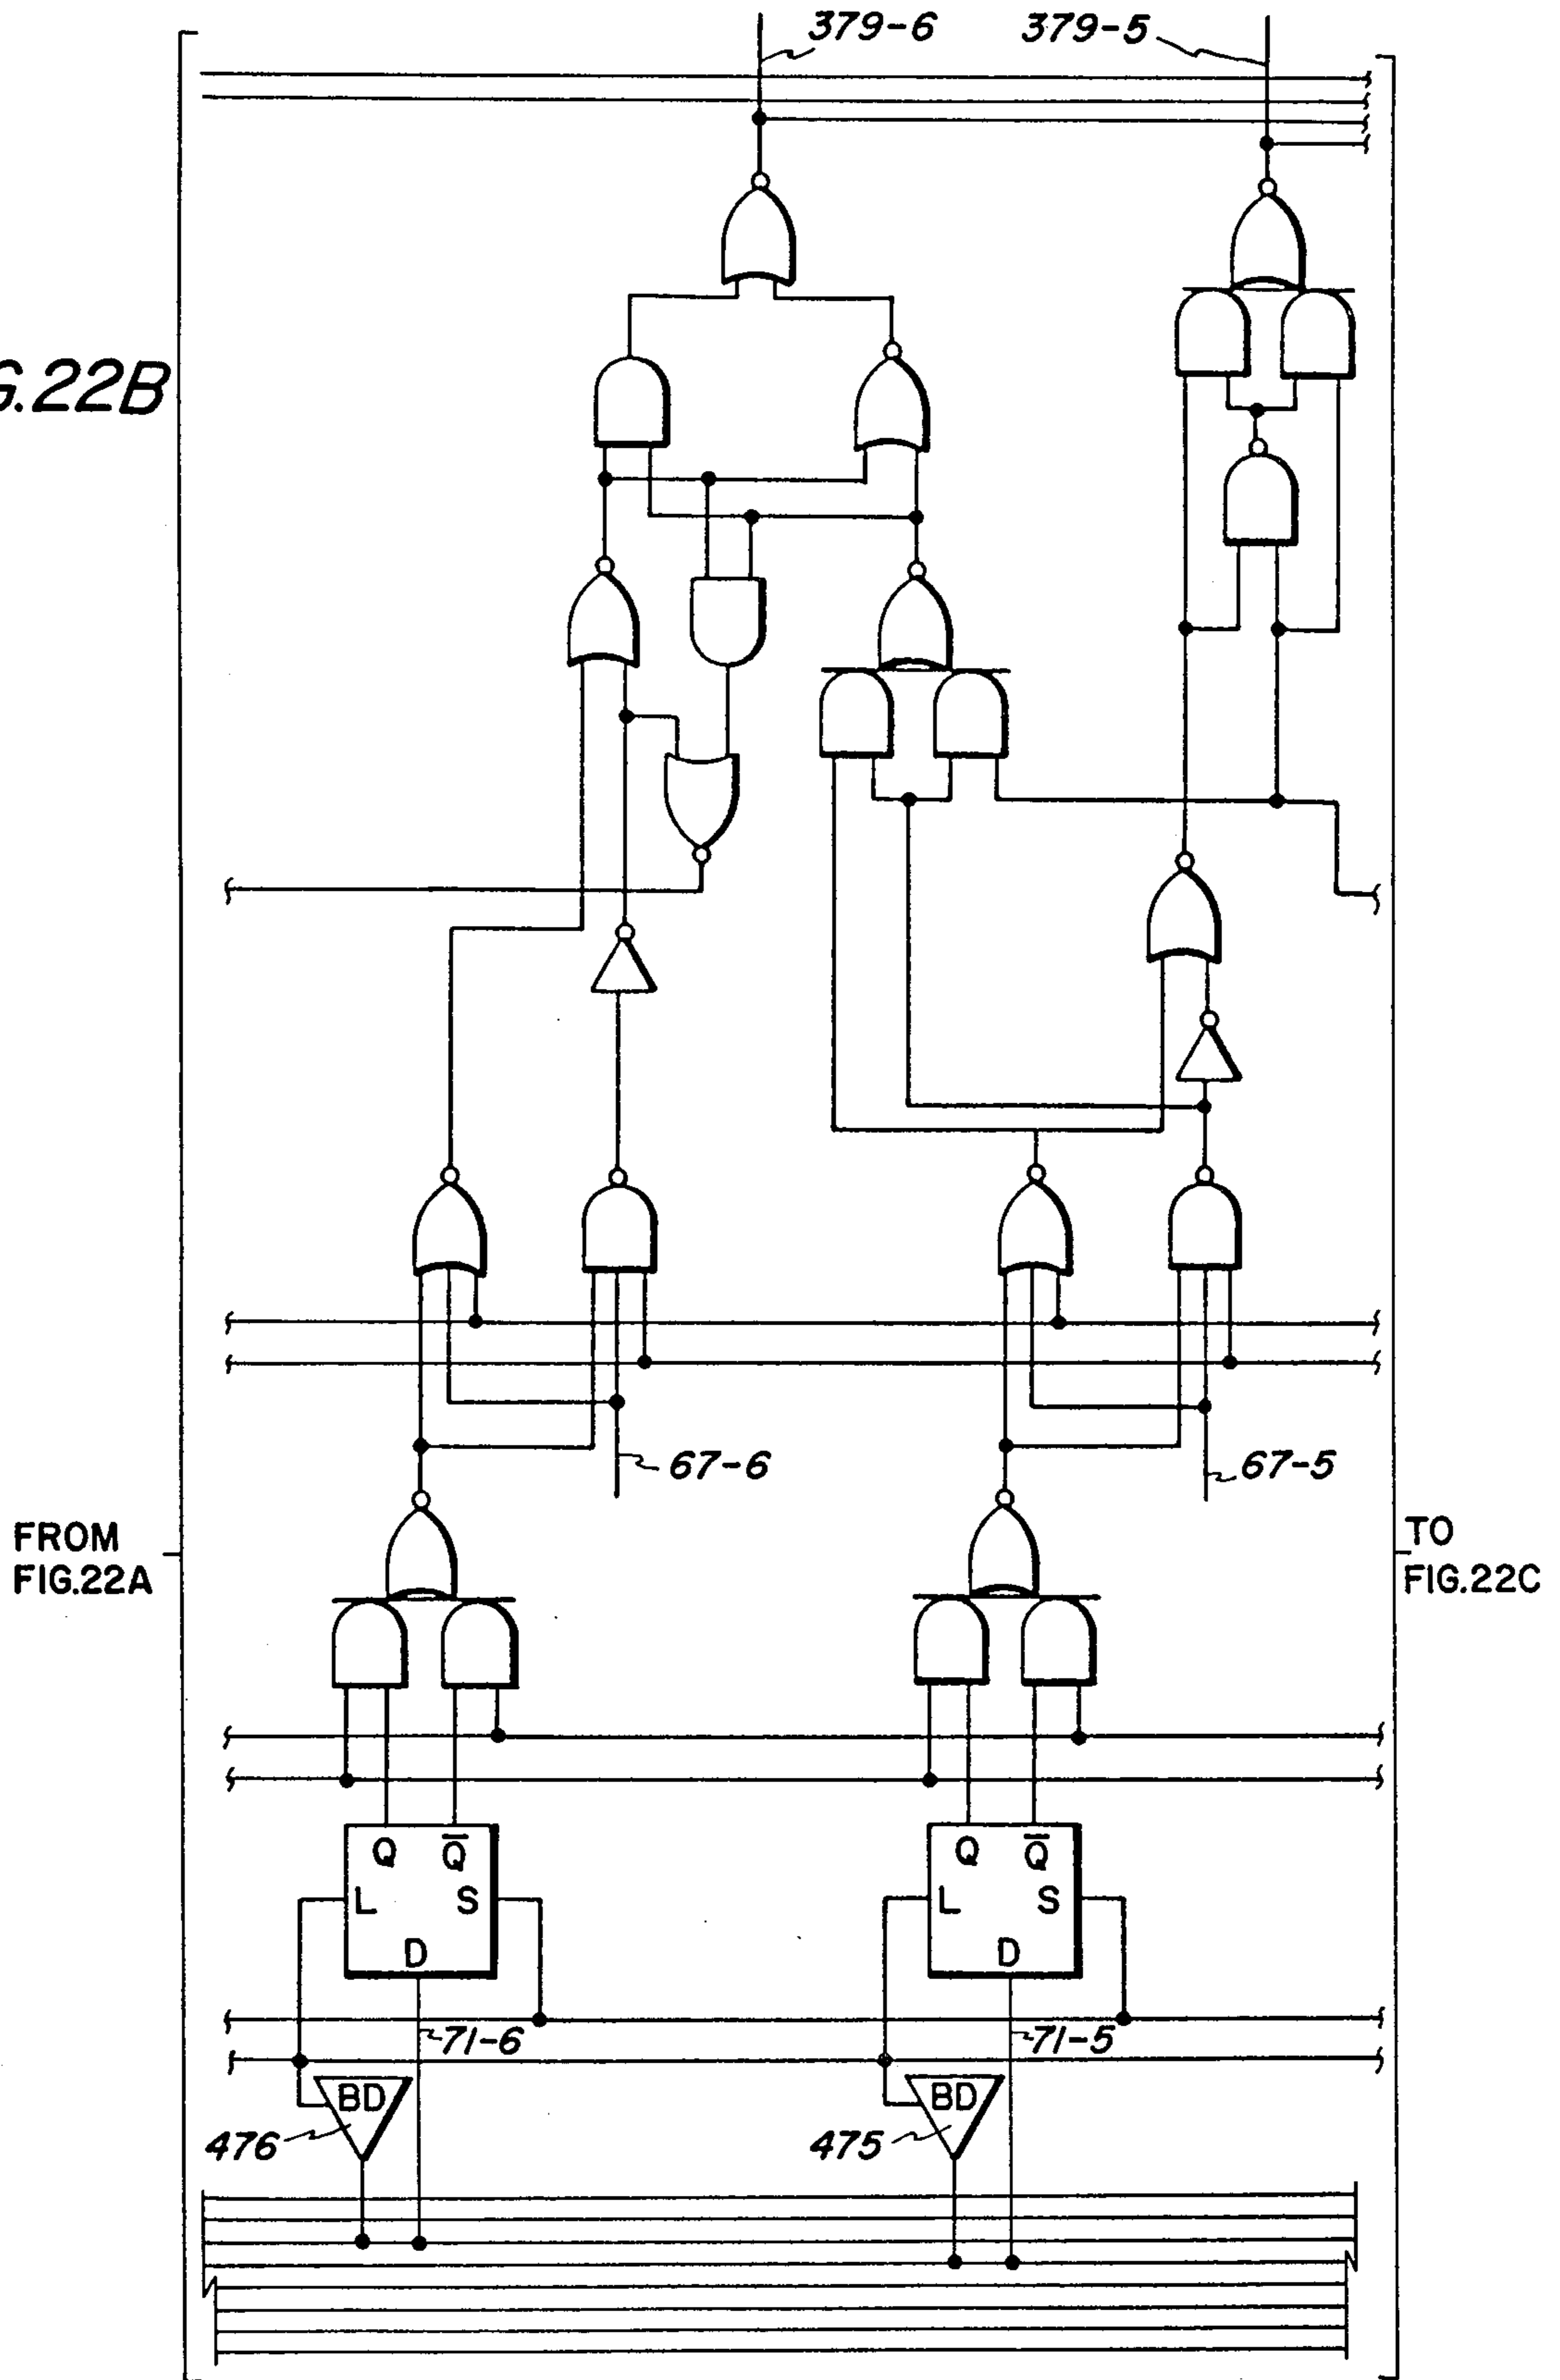 379-6 379-5
G.22B
67-6 67-5
FROM
FIG.22A
TO
FIG.22C
Q Q̅ Q Q̅
L S L S
D D
71-6 71-5
BD BD
476 475